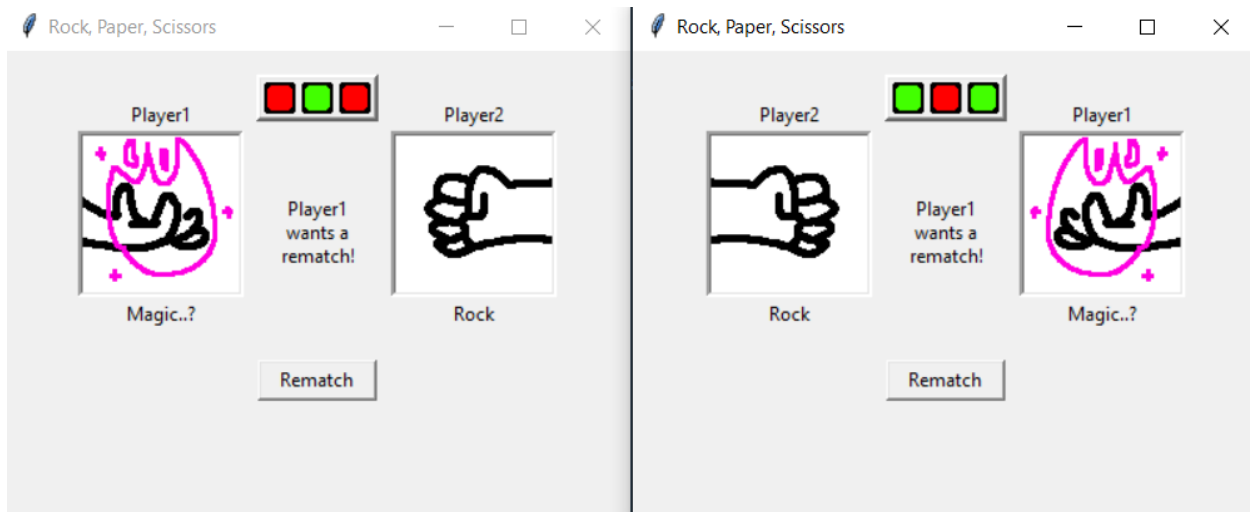 Rock, Paper, Scissors
Player1
Player2
Player1
wants a
rematch!
Magic..?
Rock
Rematch
Rock, Paper, Scissors
Player2
Player1
Player1
wants a
rematch!
Rock
Magic..?
Rematch